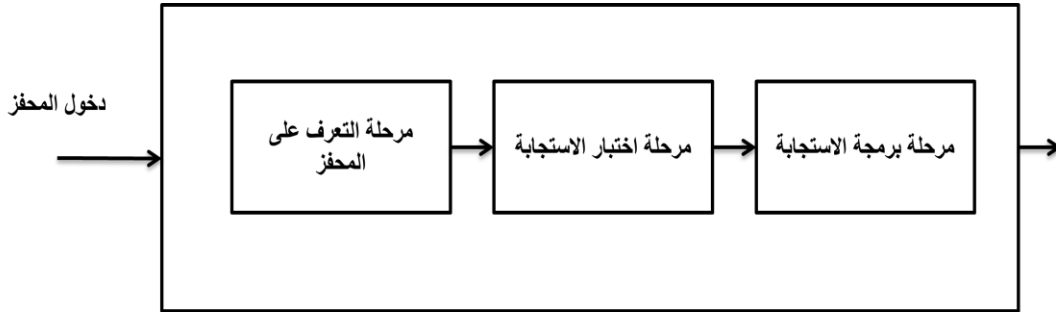 دخول المحفز
مرحلة التعرف على
المحفز
مرحلة اختبار الاستجابة
مرحلة برمجة الاستجابة